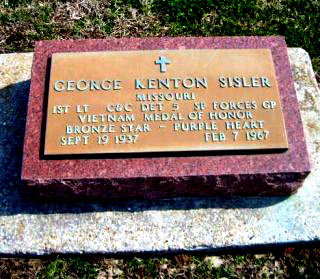 GEORGE KENTON SISLER
MISSOURI
1ST LT C&C DET 5 SP FORCES GP
VIETNAM MEDAL OF HONOR
BRONZE STAR - PURPLE HEART
SEPT 19 1937 FEB 7 1967